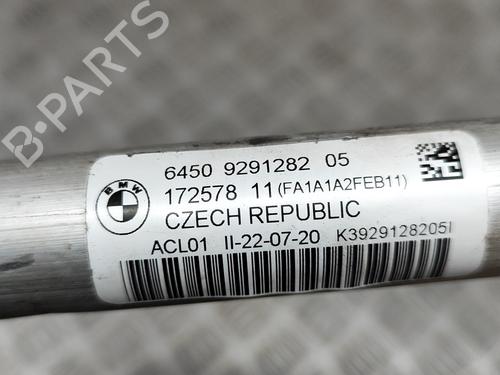 B-PARTS
BMW
6450 9291282 05
172578 11(FA1A1A2FEB11)
CZECH REPUBLIC
ACL01 II-22-07-20 K3929128205I